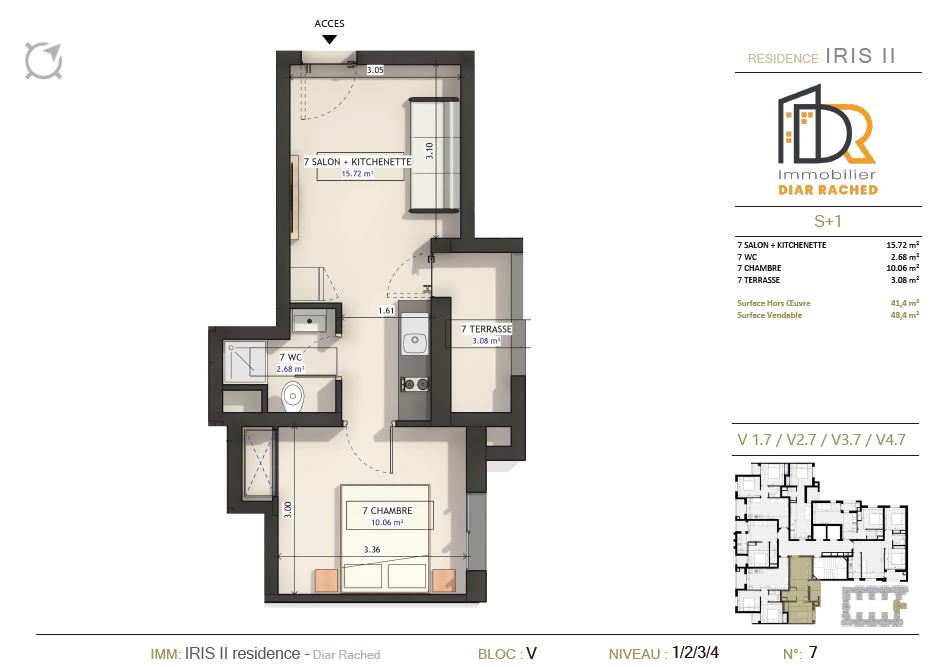 ACCES
3.05
3.10
7 SALON + KITCHENETTE
15.72 m²
1.61
7 TERRASSE
3.08 m²
7 WC
2.68 m²
3.00
7 CHAMBRE
10.06 m²
3.36
RESIDENCE IRIS II
DR
Immobilier
DIAR RACHED
S+1
7 SALON + KITCHENETTE 15.72 m²
7 WC 2.68 m²
7 CHAMBRE 10.06 m²
7 TERRASSE 3.08 m²
Surface Hors Œuvre 41,4 m²
Surface Vendable 48,4 m²
V 1.7 / V2.7 / V3.7 / V4.7
IMM: IRIS II residence - Diar Rached BLOC : V NIVEAU : 1/2/3/4 N°: 7